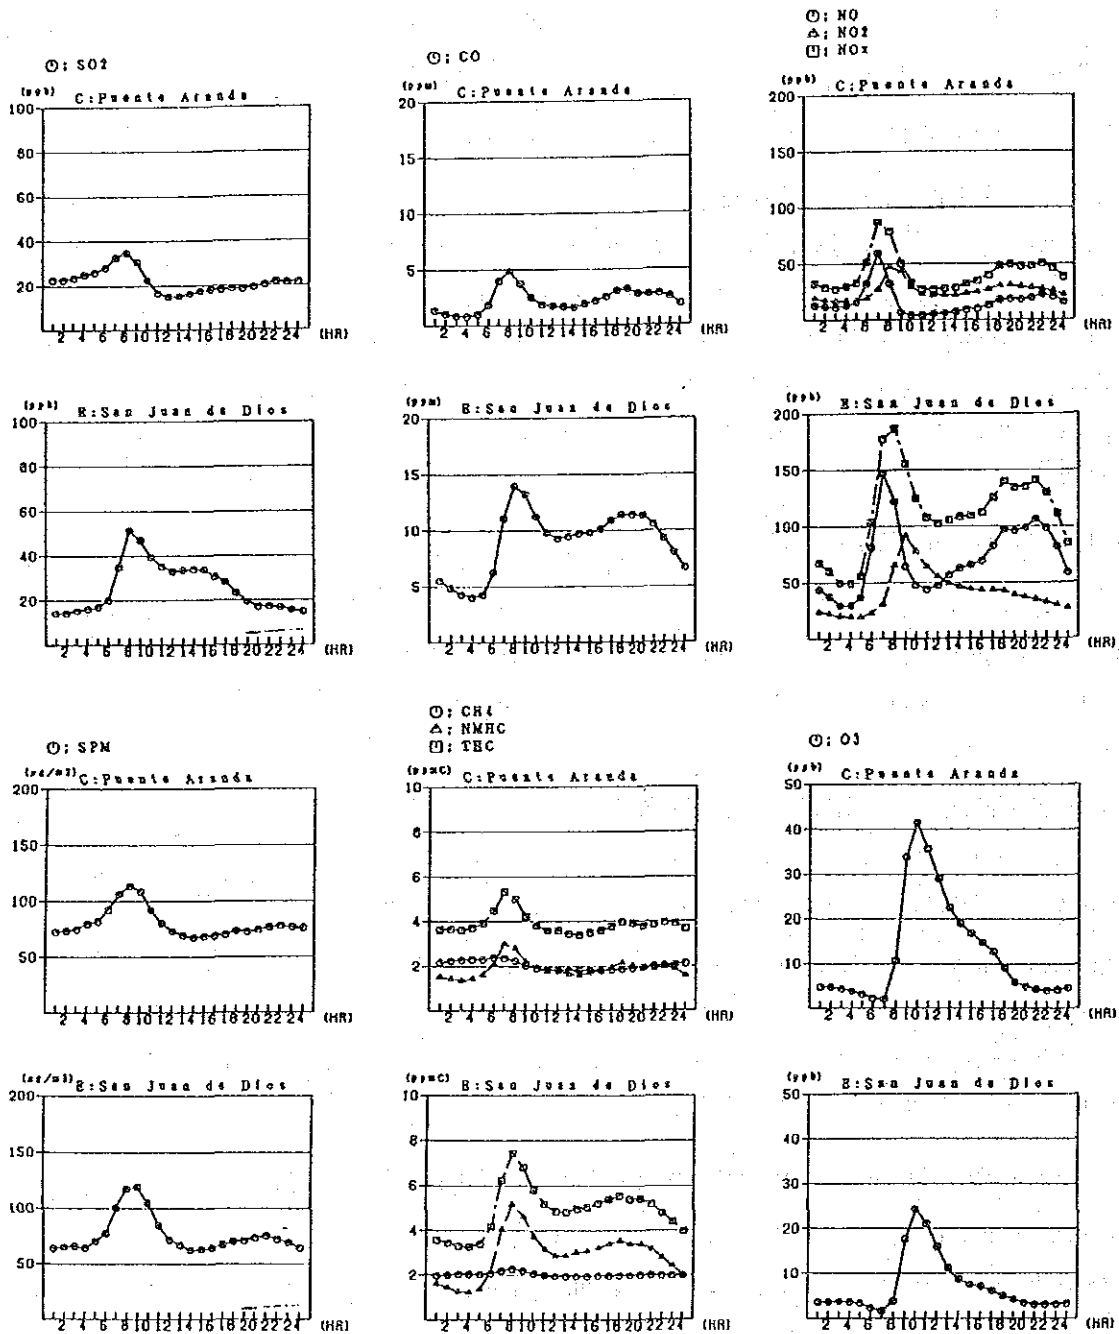 ⊙: NO
△: NO2
⊡: NOx
⊙: SO2
⊙: CO
(ppb) C:Puente Aranda
100
80
60
40
20
2 4 6 8 10 12 14 16 18 20 22 24 (HR)
(ppm) C:Puente Aranda
20
15
10
5
2 4 6 8 10 12 14 16 18 20 22 24 (HR)
(ppb) C:Puente Aranda
200
150
100
50
2 4 6 8 10 12 14 16 18 20 22 24 (HR)
(ppb) E:San Juan de Dios
100
80
60
40
20
2 4 6 8 10 12 14 16 18 20 22 24 (HR)
(ppm) E:San Juan de Dios
20
15
10
5
2 4 6 8 10 12 14 16 18 20 22 24 (HR)
(ppb) E:San Juan de Dios
200
150
100
50
2 4 6 8 10 12 14 16 18 20 22 24 (HR)
⊙: SPM
⊙: CH4
△: NMHC
⊡: THC
⊙: O3
C:Puente Aranda
200
150
100
50
2 4 6 8 10 12 14 16 18 20 22 24 (HR)
(ppmC) C:Puente Aranda
10
8
6
4
2
2 4 6 8 10 12 14 16 18 20 22 24 (HR)
(ppb) C:Puente Aranda
50
40
30
20
10
2 4 6 8 10 12 14 16 18 20 22 24 (HR)
E:San Juan de Dios
200
150
100
50
2 4 6 8 10 12 14 16 18 20 22 24 (HR)
(ppmC) E:San Juan de Dios
10
8
6
4
2
2 4 6 8 10 12 14 16 18 20 22 24 (HR)
(ppb) E:San Juan de Dios
50
40
30
20
10
2 4 6 8 10 12 14 16 18 20 22 24 (HR)